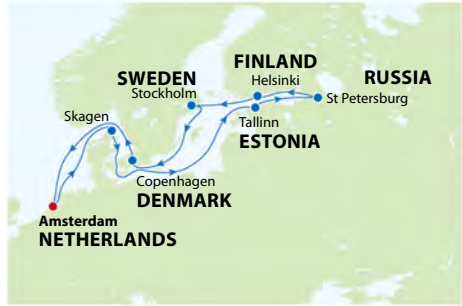 FINLAND
Helsinki
RUSSIA
SWEDEN
Stockholm
St Petersburg
Skagen
Tallinn
ESTONIA
Copenhagen
DENMARK
Amsterdam
NETHERLANDS